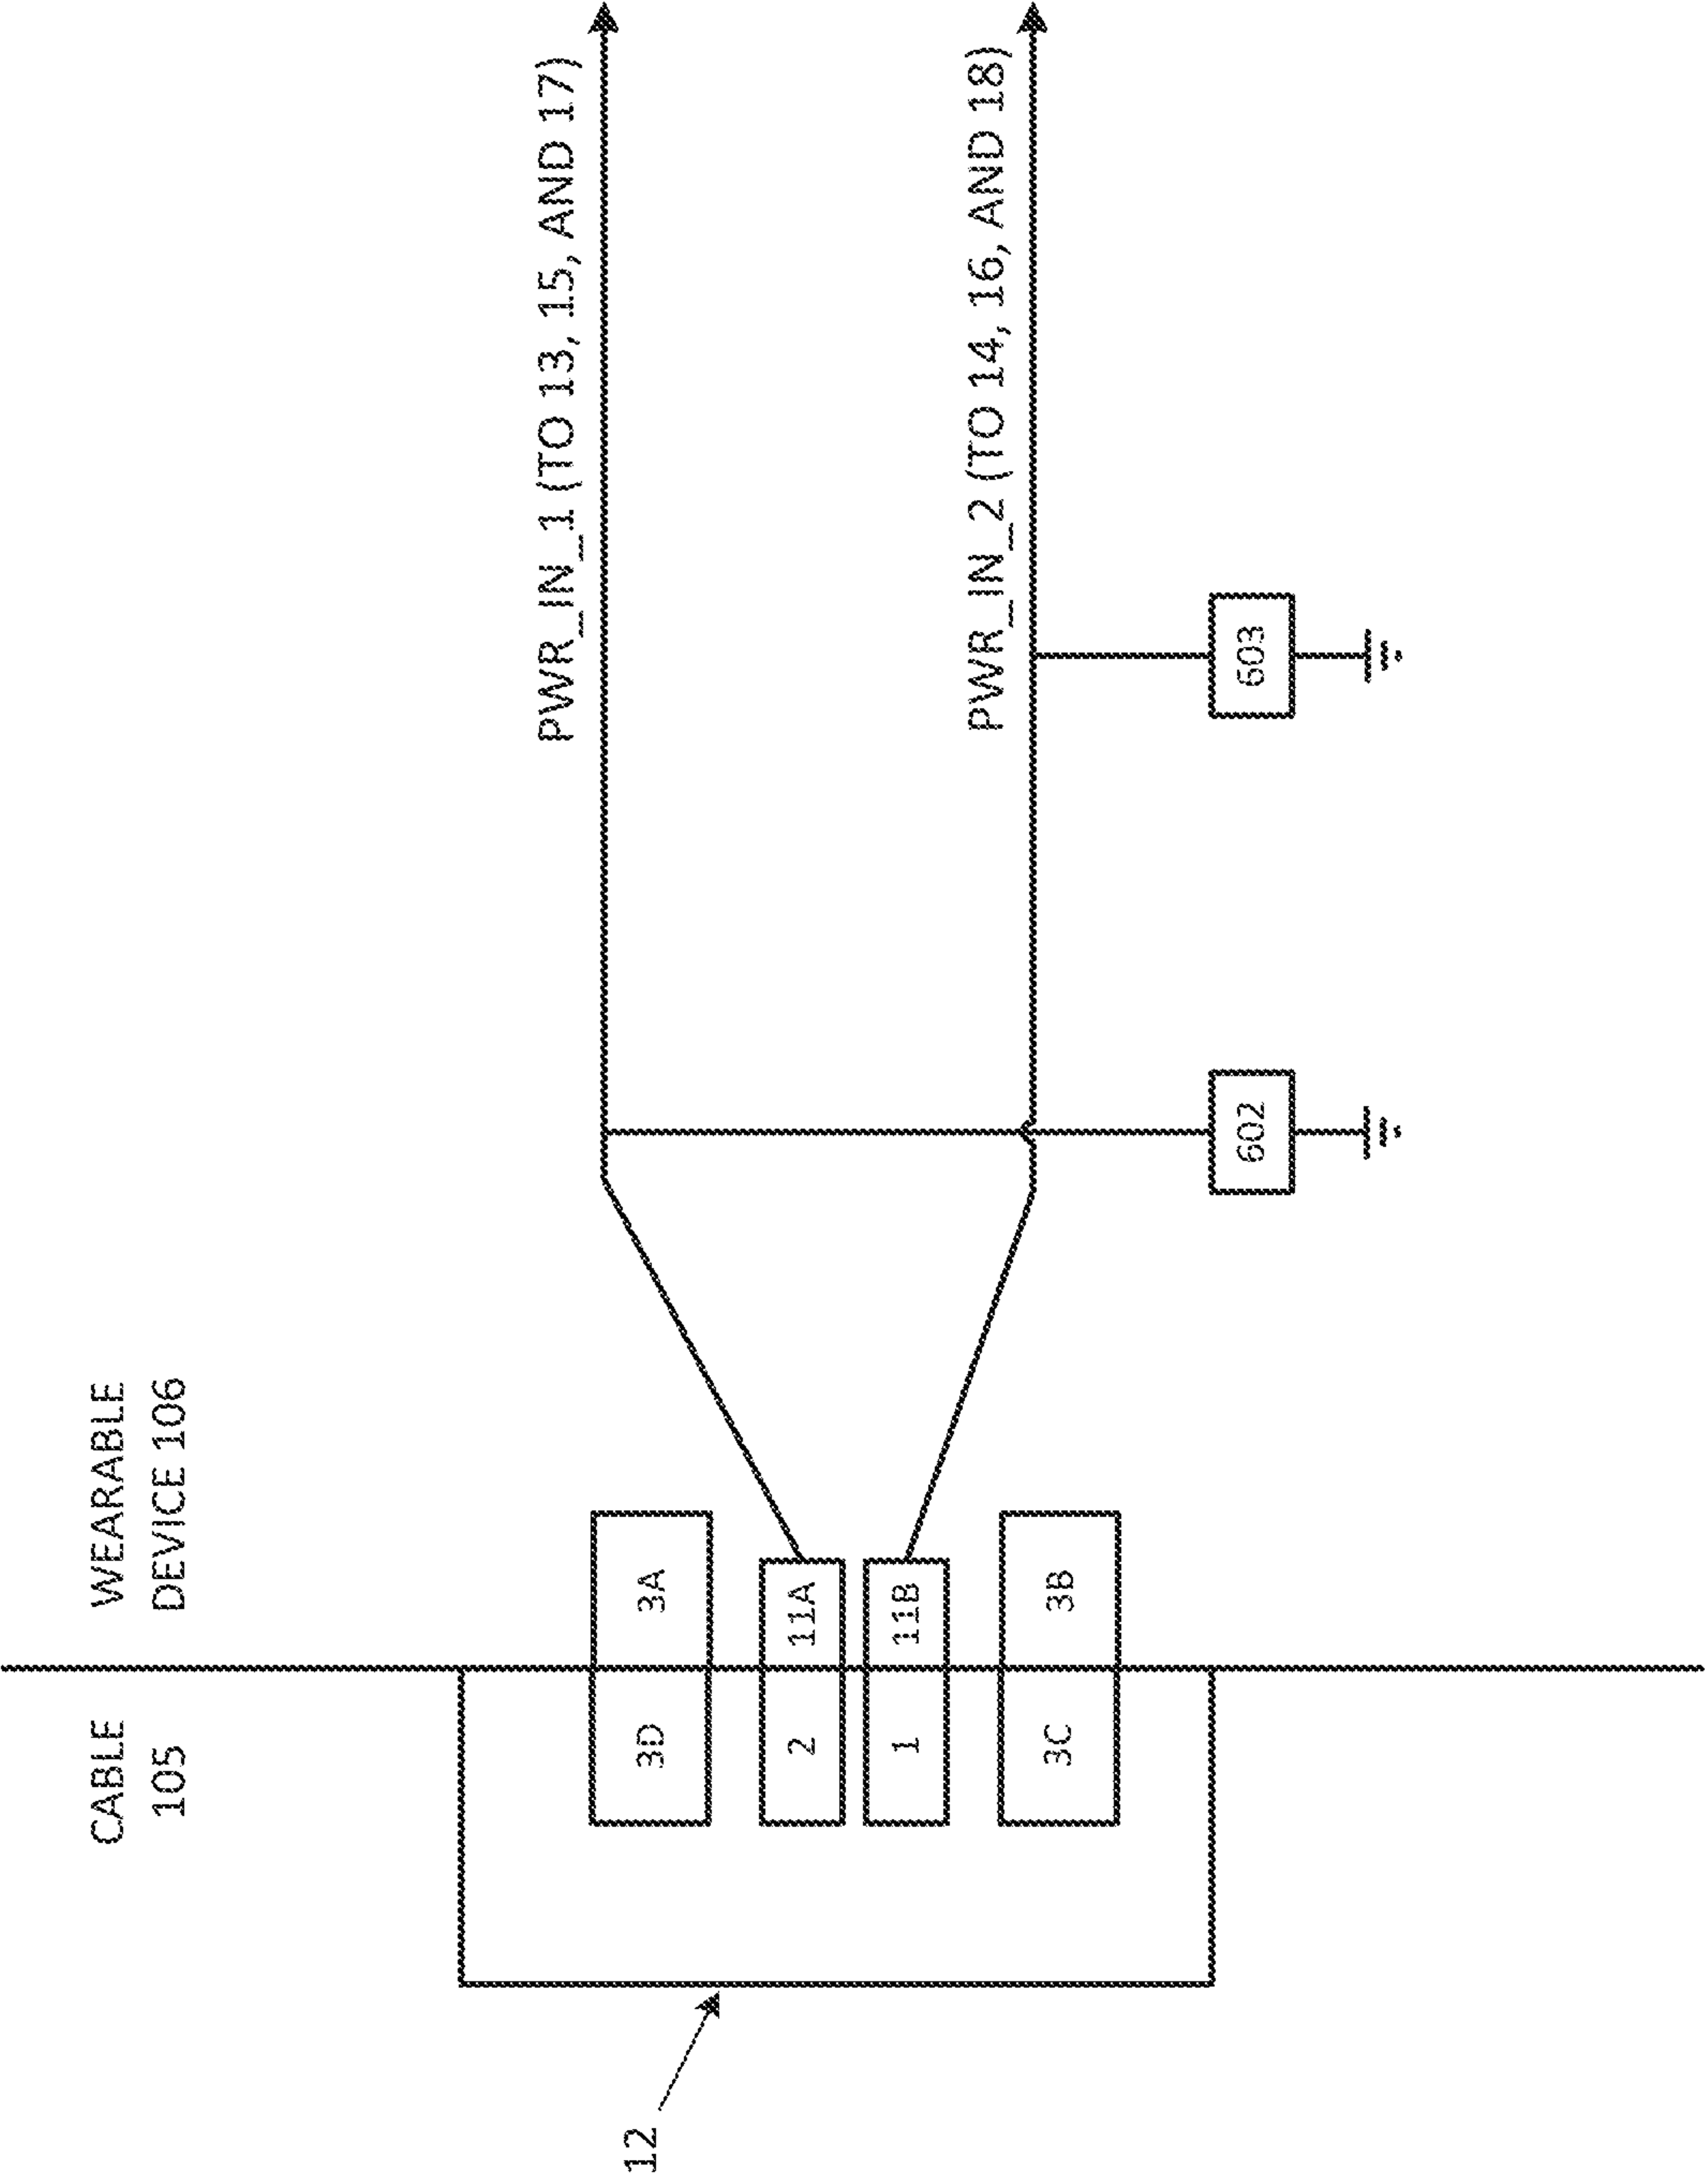 CABLE
105
WEARABLE
DEVICE 106
PWR_IN_1 (TO 13, 15, AND 17)
3D
3A
2
11A
1
11B
PWR_IN_2 (TO 14, 16, AND 18)
3C
3B
602
603
12